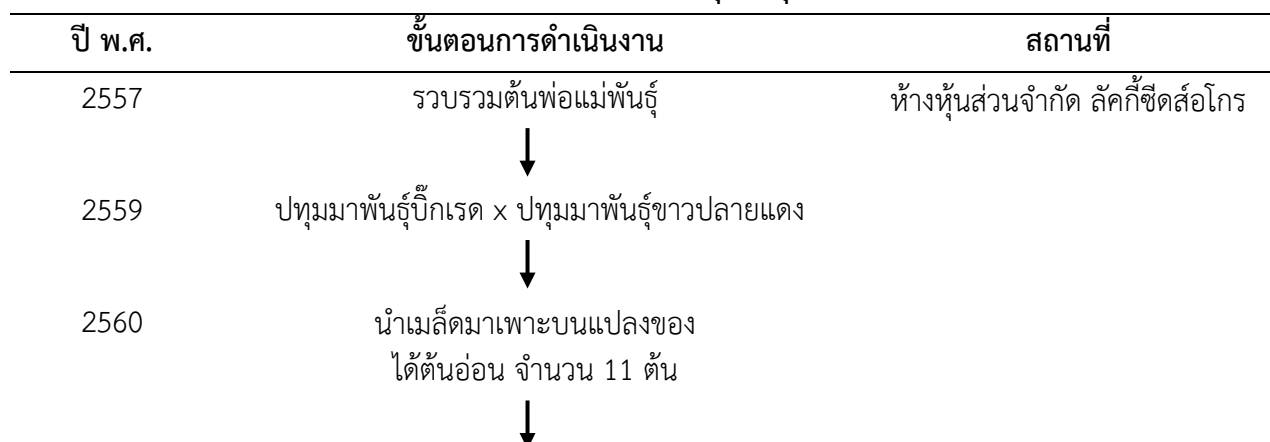 ปี พ.ศ. ขั้นตอนการดำเนินงาน สถานที่
2557 รวบรวมต้นพ่อแม่พันธุ์ ห้างหุ้นส่วนจำกัด ลัคกี้ซีดส์อโกร
2559 ปทุมมาพันธุ์บิ๊กเรด x ปทุมมาพันธุ์ขาวปลายแดง
2560 นำเมล็ดมาเพาะบนแปลงของ
ได้ต้นอ่อน จำนวน 11 ต้น